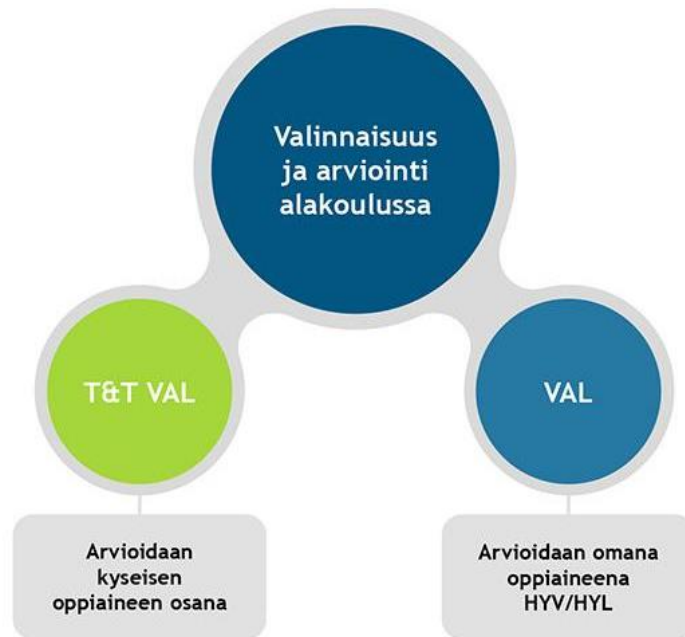 Valinnaisuus
ja arviointi
alakoulussa
T&T VAL
VAL
Arvioidaan
kyseisen
oppiaineen osana
Arvioidaan omana
oppiaineena
HYV/HYL